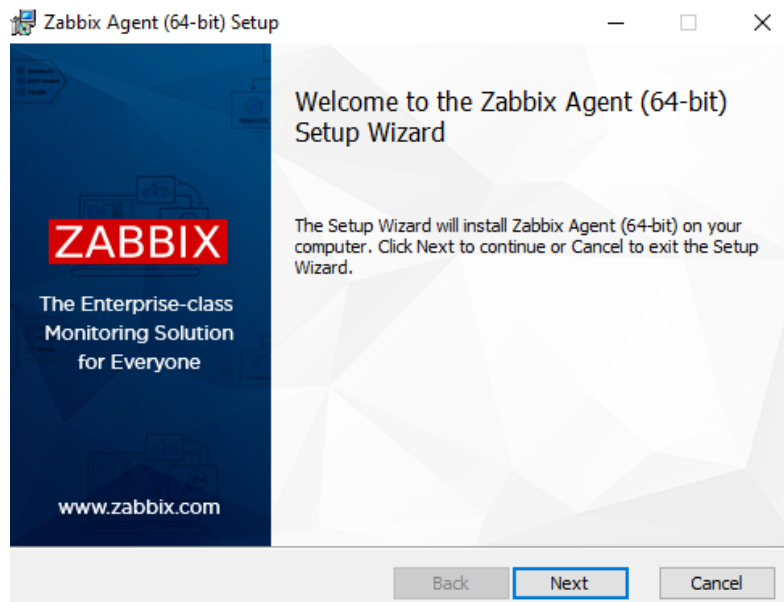 Zabbix Agent (64-bit) Setup
Welcome to the Zabbix Agent (64-bit)
Setup Wizard
The Setup Wizard will install Zabbix Agent (64-bit) on your
computer. Click Next to continue or Cancel to exit the Setup
Wizard.
ZABBIX
The Enterprise-class
Monitoring Solution
for Everyone
www.zabbix.com
Back
Next
Cancel